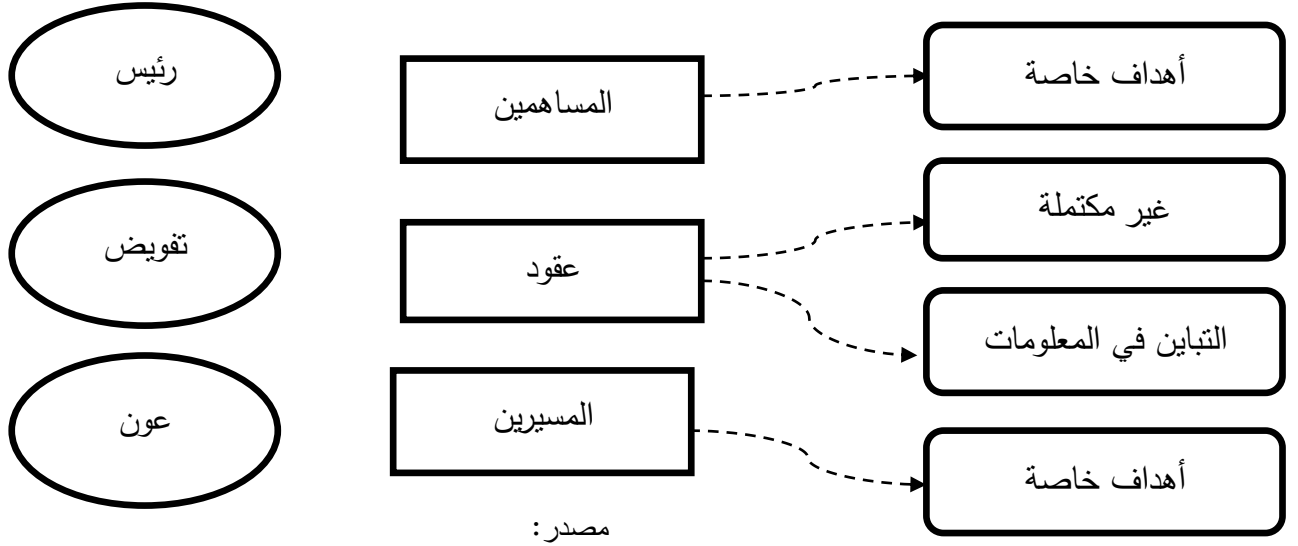 رئيس
المساهمين
أهداف خاصة
تفويض
عقود
غير مكتملة
التباين في المعلومات
عون
المسيرين
أهداف خاصة
مصدر: